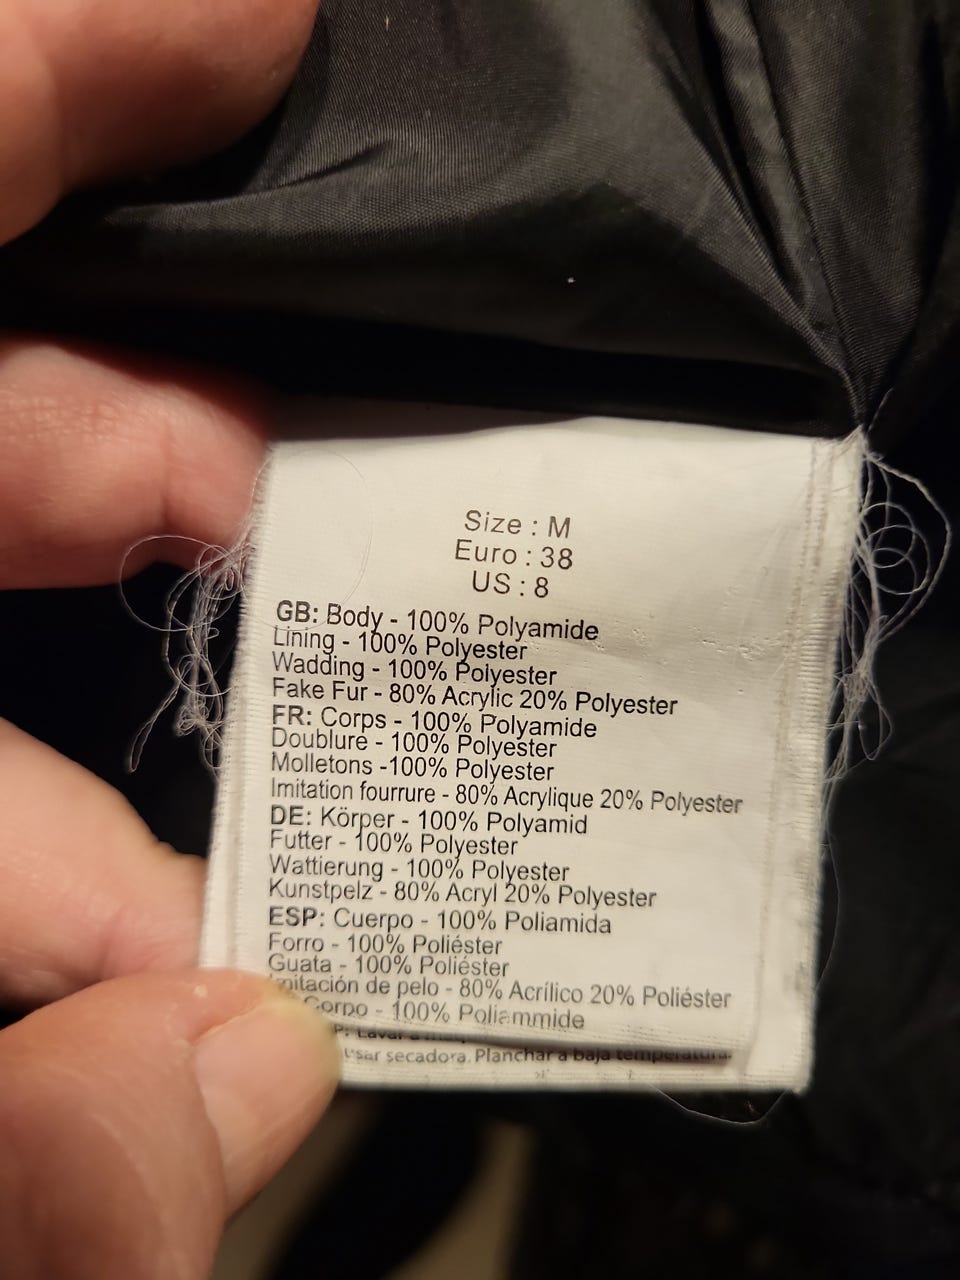 Size : M
Euro : 38
US : 8
GB: Body - 100% Polyamide
Lining - 100% Polyester
Wadding - 100% Polyester
Fake Fur - 80% Acrylic 20% Polyester
FR: Corps - 100% Polyamide
Doublure - 100% Polyester
Molletons -100% Polyester
Imitation fourrure - 80% Acrylique 20% Polyester
DE: Körper - 100% Polyamid
Futter - 100% Polyester
Wattierung - 100% Polyester
Kunstpelz - 80% Acryl 20% Polyester
ESP: Cuerpo - 100% Poliamida
Forro - 100% Poliéster
Guata - 100% Poliéster
Imitación de pelo - 80% Acrílico 20% Poliéster
Corpo - 100% Poliammide
Lavar a
secadora. Planchar a baja temperatura.